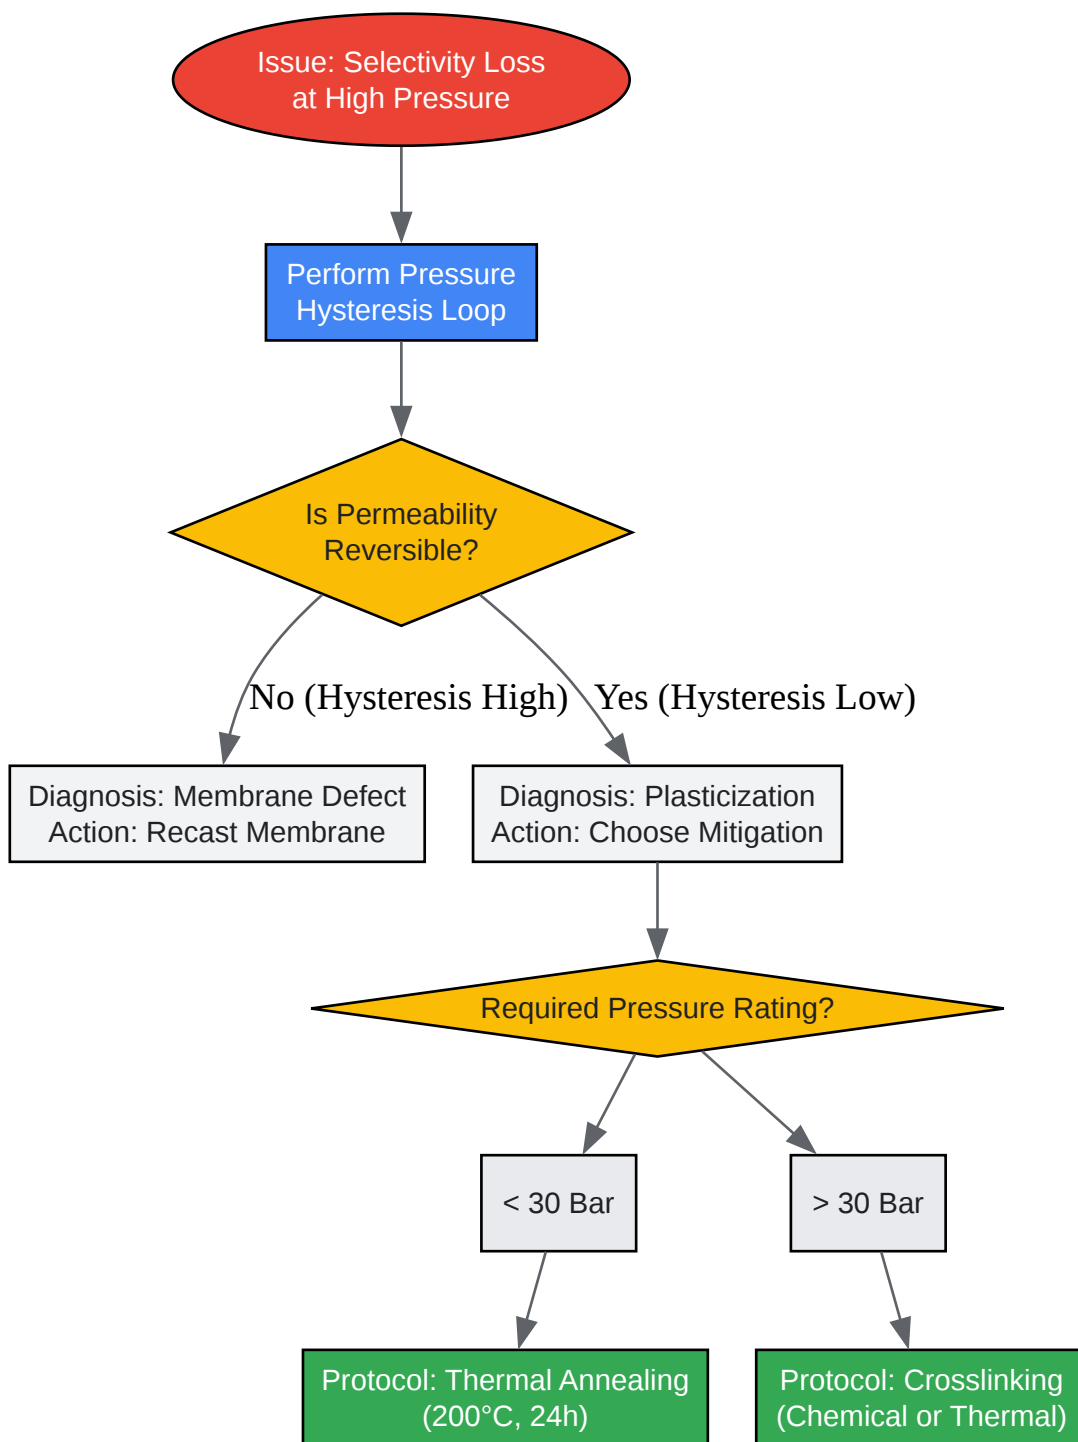 Issue: Selectivity Loss
at High Pressure
Perform Pressure
Hysteresis Loop
Is Permeability
Reversible?
No (Hysteresis High)
Yes (Hysteresis Low)
Diagnosis: Membrane Defect
Action: Recast Membrane
Diagnosis: Plasticization
Action: Choose Mitigation
Required Pressure Rating?
< 30 Bar
> 30 Bar
Protocol: Thermal Annealing
(200°C, 24h)
Protocol: Crosslinking
(Chemical or Thermal)